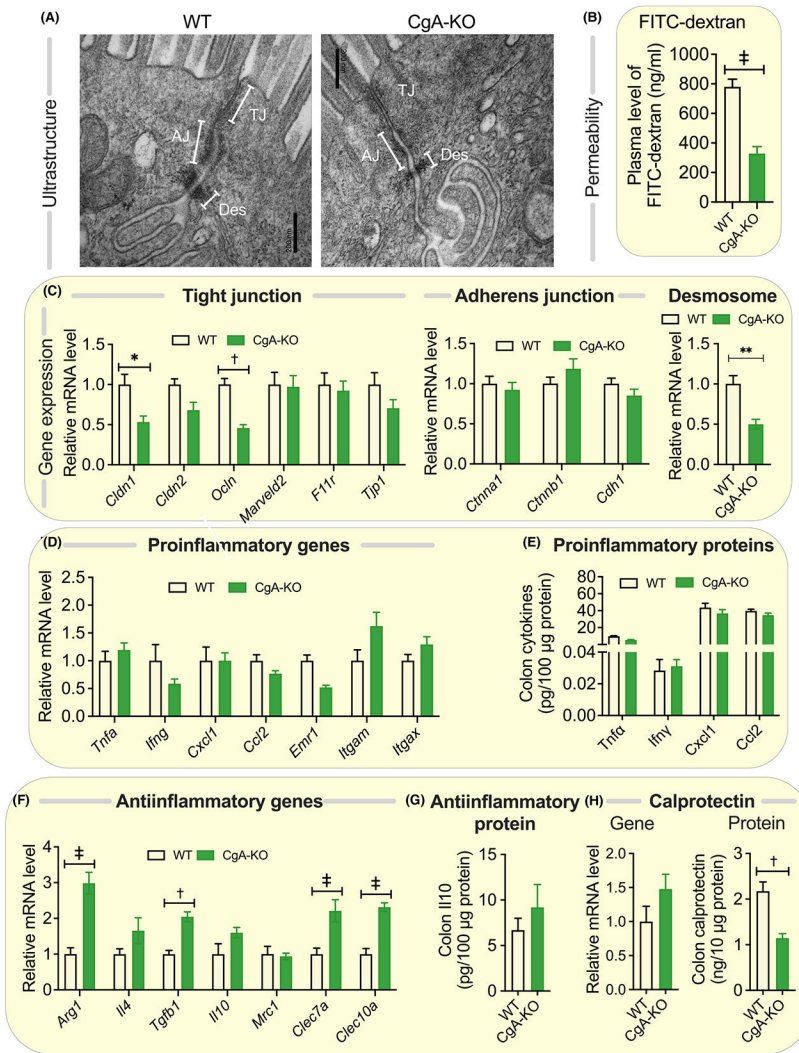 (A) WT CgA-KO
Ultrastructure
AJ TJ Des
TJ AJ Des
(B) FITC-dextran
Permeability
Plasma level of
FITC-dextran (ng/ml)
1000
800
600
400
200
0
‡
WT CgA-KO
(C) Tight junction Adherens junction Desmosome
Gene expression
Relative mRNA level
1.5
1.0
0.5
0.0
WT CgA-KO
* †
Cldn1 Cldn2 Ocln Marveld2 F11r Tjp1
Relative mRNA level
1.5
1.0
0.5
0.0
WT CgA-KO
Ctnna1 Ctnnb1 Cdh1
Relative mRNA level
1.5
1.0
0.5
0.0
WT CgA-KO
**
WT CgA-KO
(D) Proinflammatory genes
Relative mRNA level
2.5
2.0
1.5
1.0
0.5
0.0
WT CgA-KO
Tnfa Ifng Cxcl1 Ccl2 Emr1 Itgam Itgax
(E) Proinflammatory proteins
Colon cytokines
(pg/100 µg protein)
80
60
40
20
0.04
0.02
0.00
WT CgA-KO
Tnfα Ifnγ Cxcl1 Ccl2
(F) Antiinflammatory genes
Relative mRNA level
4
3
2
1
0
WT CgA-KO
‡ † ‡ ‡
Arg1 Il4 Tgfb1 Il10 Mrc1 Clec7a Clec10a
(G) Antiinflammatory
protein
Colon Il10
(pg/100 µg protein)
15
10
5
0
WT CgA-KO
(H) Calprotectin
Gene Protein
Relative mRNA level
2.0
1.5
1.0
0.5
0.0
WT CgA-KO
Colon calprotectin
(ng/10 µg protein)
3
2
1
0
†
WT CgA-KO